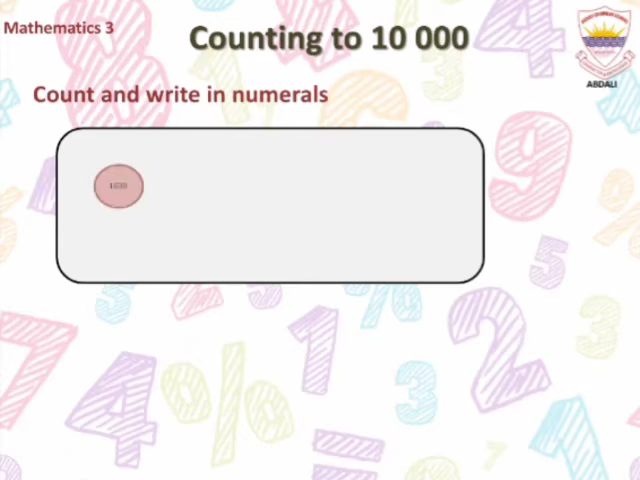 Mathematics 3
Counting to 10 000
ABDALI
Count and write in numerals